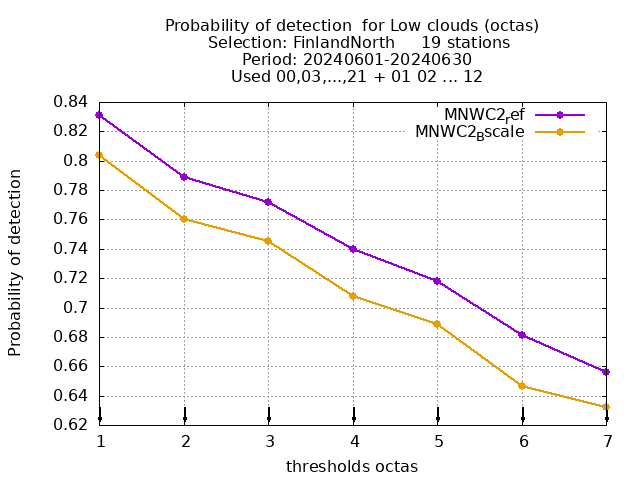 Probability of detection  for Low clouds (octas)
Selection: FinlandNorth     19 stations
Period: 20240601-20240630
Used 00,03,...,21 + 01 02 ... 12
MNWC2ref
MNWC2Bscale
Probability of detection
0.84
0.82
0.8
0.78
0.76
0.74
0.72
0.7
0.68
0.66
0.64
0.62
1 2 3 4 5 6 7
thresholds octas